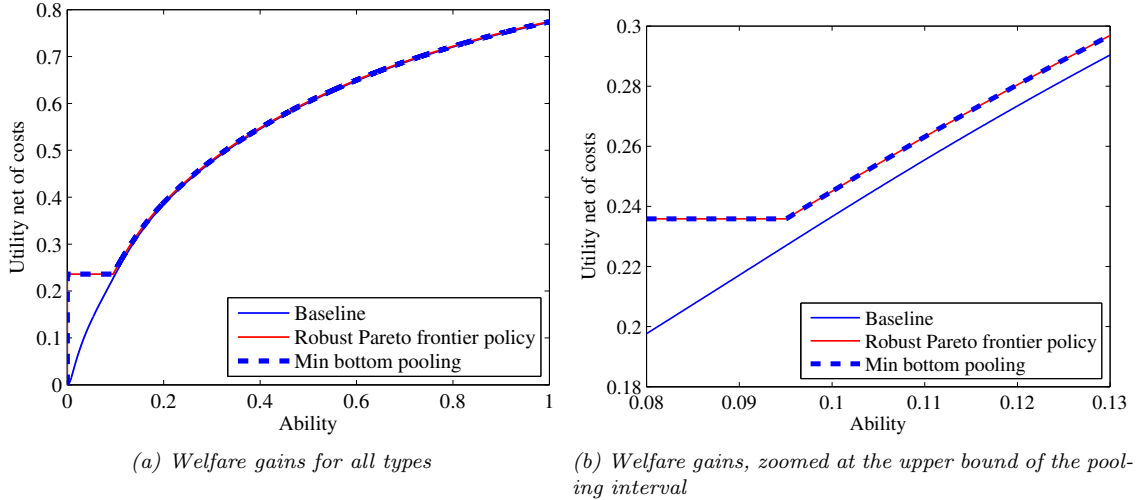 0.8
0.7
0.6
0.5
0.4
0.3
0.2
0.1
0
Utility net of costs
0 0.2 0.4 0.6 0.8 1
Ability
Baseline
Robust Pareto frontier policy
Min bottom pooling
(a) Welfare gains for all types
0.3
0.28
0.26
0.24
0.22
0.2
0.18
Utility net of costs
0.08 0.09 0.1 0.11 0.12 0.13
Ability
Baseline
Robust Pareto frontier policy
Min bottom pooling
(b) Welfare gains, zoomed at the upper bound of the pool-
ing interval